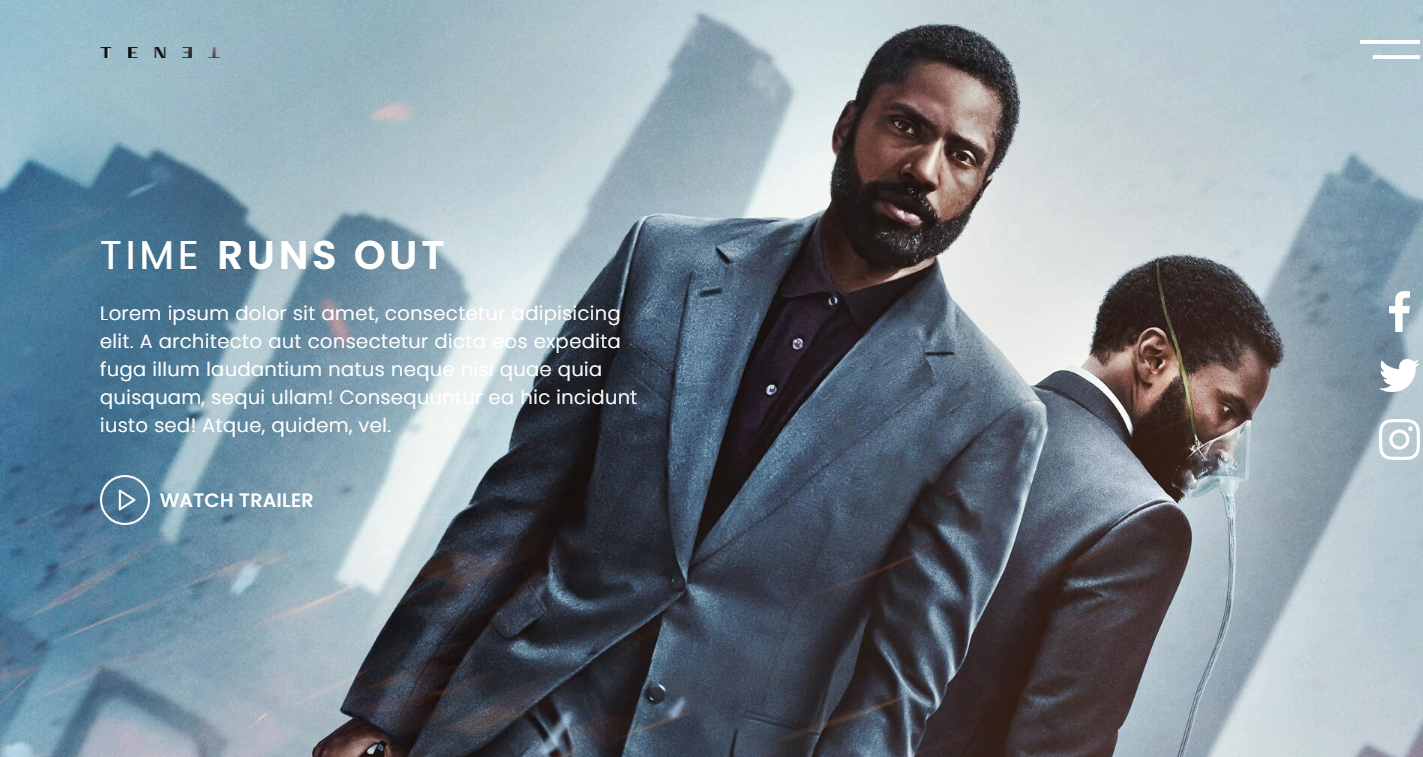 TENET
TIME RUNS OUT
Lorem ipsum dolor sit amet, consectetur adipisicing
elit. A architecto aut consectetur dicta eos expedita
fuga illum laudantium natus neque nisi quae quia
quisquam, sequi ullam! Consequuntur ea hic incidunt
iusto sed! Atque, quidem, vel.
WATCH TRAILER